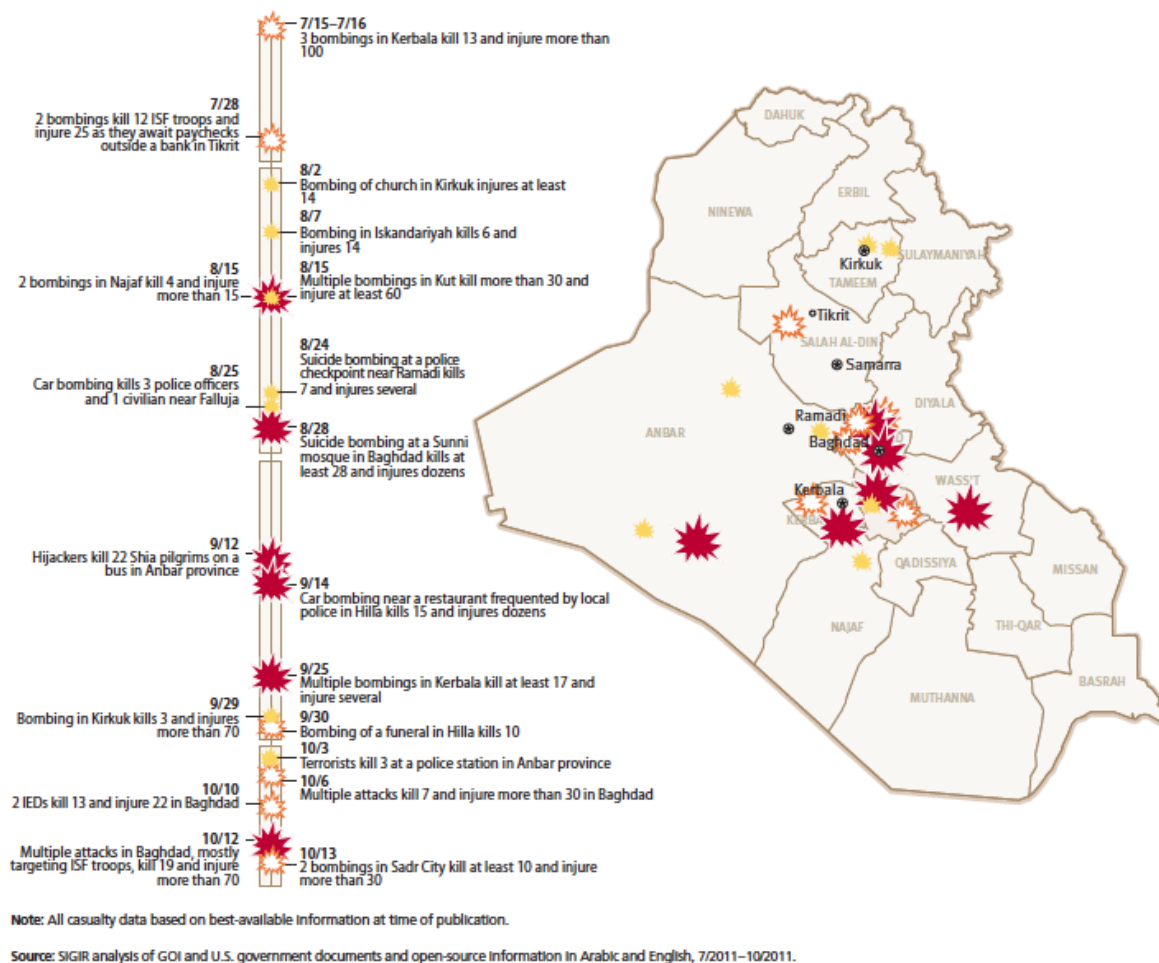 7/15–7/16
3 bombings in Kerbala kill 13 and injure more than
100
7/28
2 bombings kill 12 ISF troops and
injure 25 as they await paychecks
outside a bank in Tikrit
8/2
Bombing of church in Kirkuk injures at least
14
8/7
Bombing in Iskandariyah kills 6 and
injures 14
8/15
2 bombings in Najaf kill 4 and injure
more than 15
8/15
Multiple bombings in Kut kill more than 30 and
injure at least 60
8/24
Suicide bombing at a police
checkpoint near Ramadi kills
7 and injures several
8/25
Car bombing kills 3 police officers
and 1 civilian near Falluja
8/28
Suicide bombing at a Sunni
mosque in Baghdad kills at
least 28 and injures dozens
9/12
Hijackers kill 22 Shia pilgrims on a
bus in Anbar province
9/14
Car bombing near a restaurant frequented by local
police in Hilla kills 15 and injures dozens
9/25
Multiple bombings in Kerbala kill at least 17 and
injure several
9/29
Bombing in Kirkuk kills 3 and injures
more than 70
9/30
Bombing of a funeral in Hilla kills 10
10/3
Terrorists kill 3 at a police station in Anbar province
10/6
Multiple attacks kill 7 and injure more than 30 in Baghdad
10/10
2 IEDs kill 13 and injure 22 in Baghdad
10/12
Multiple attacks in Baghdad, mostly
targeting ISF troops, kill 19 and injure
more than 70
10/13
2 bombings in Sadr City kill at least 10 and injure
more than 30
DAHUK
ERBIL
NINEWA
SULAYMANIYAH
Kirkuk
TAMEEM
Tikrit
SALAH AL-DIN
Samarra
DIYALA
Ramadi
ANBAR
Baghdad
WASS'T
Kerbala
QADISSIYA
MISSAN
NAJAF
THI-QAR
BASRAH
MUTHANNA
Note: All casualty data based on best-available information at time of publication.
Source: SIGIR analysis of GOI and U.S. government documents and open-source information in Arabic and English, 7/2011–10/2011.